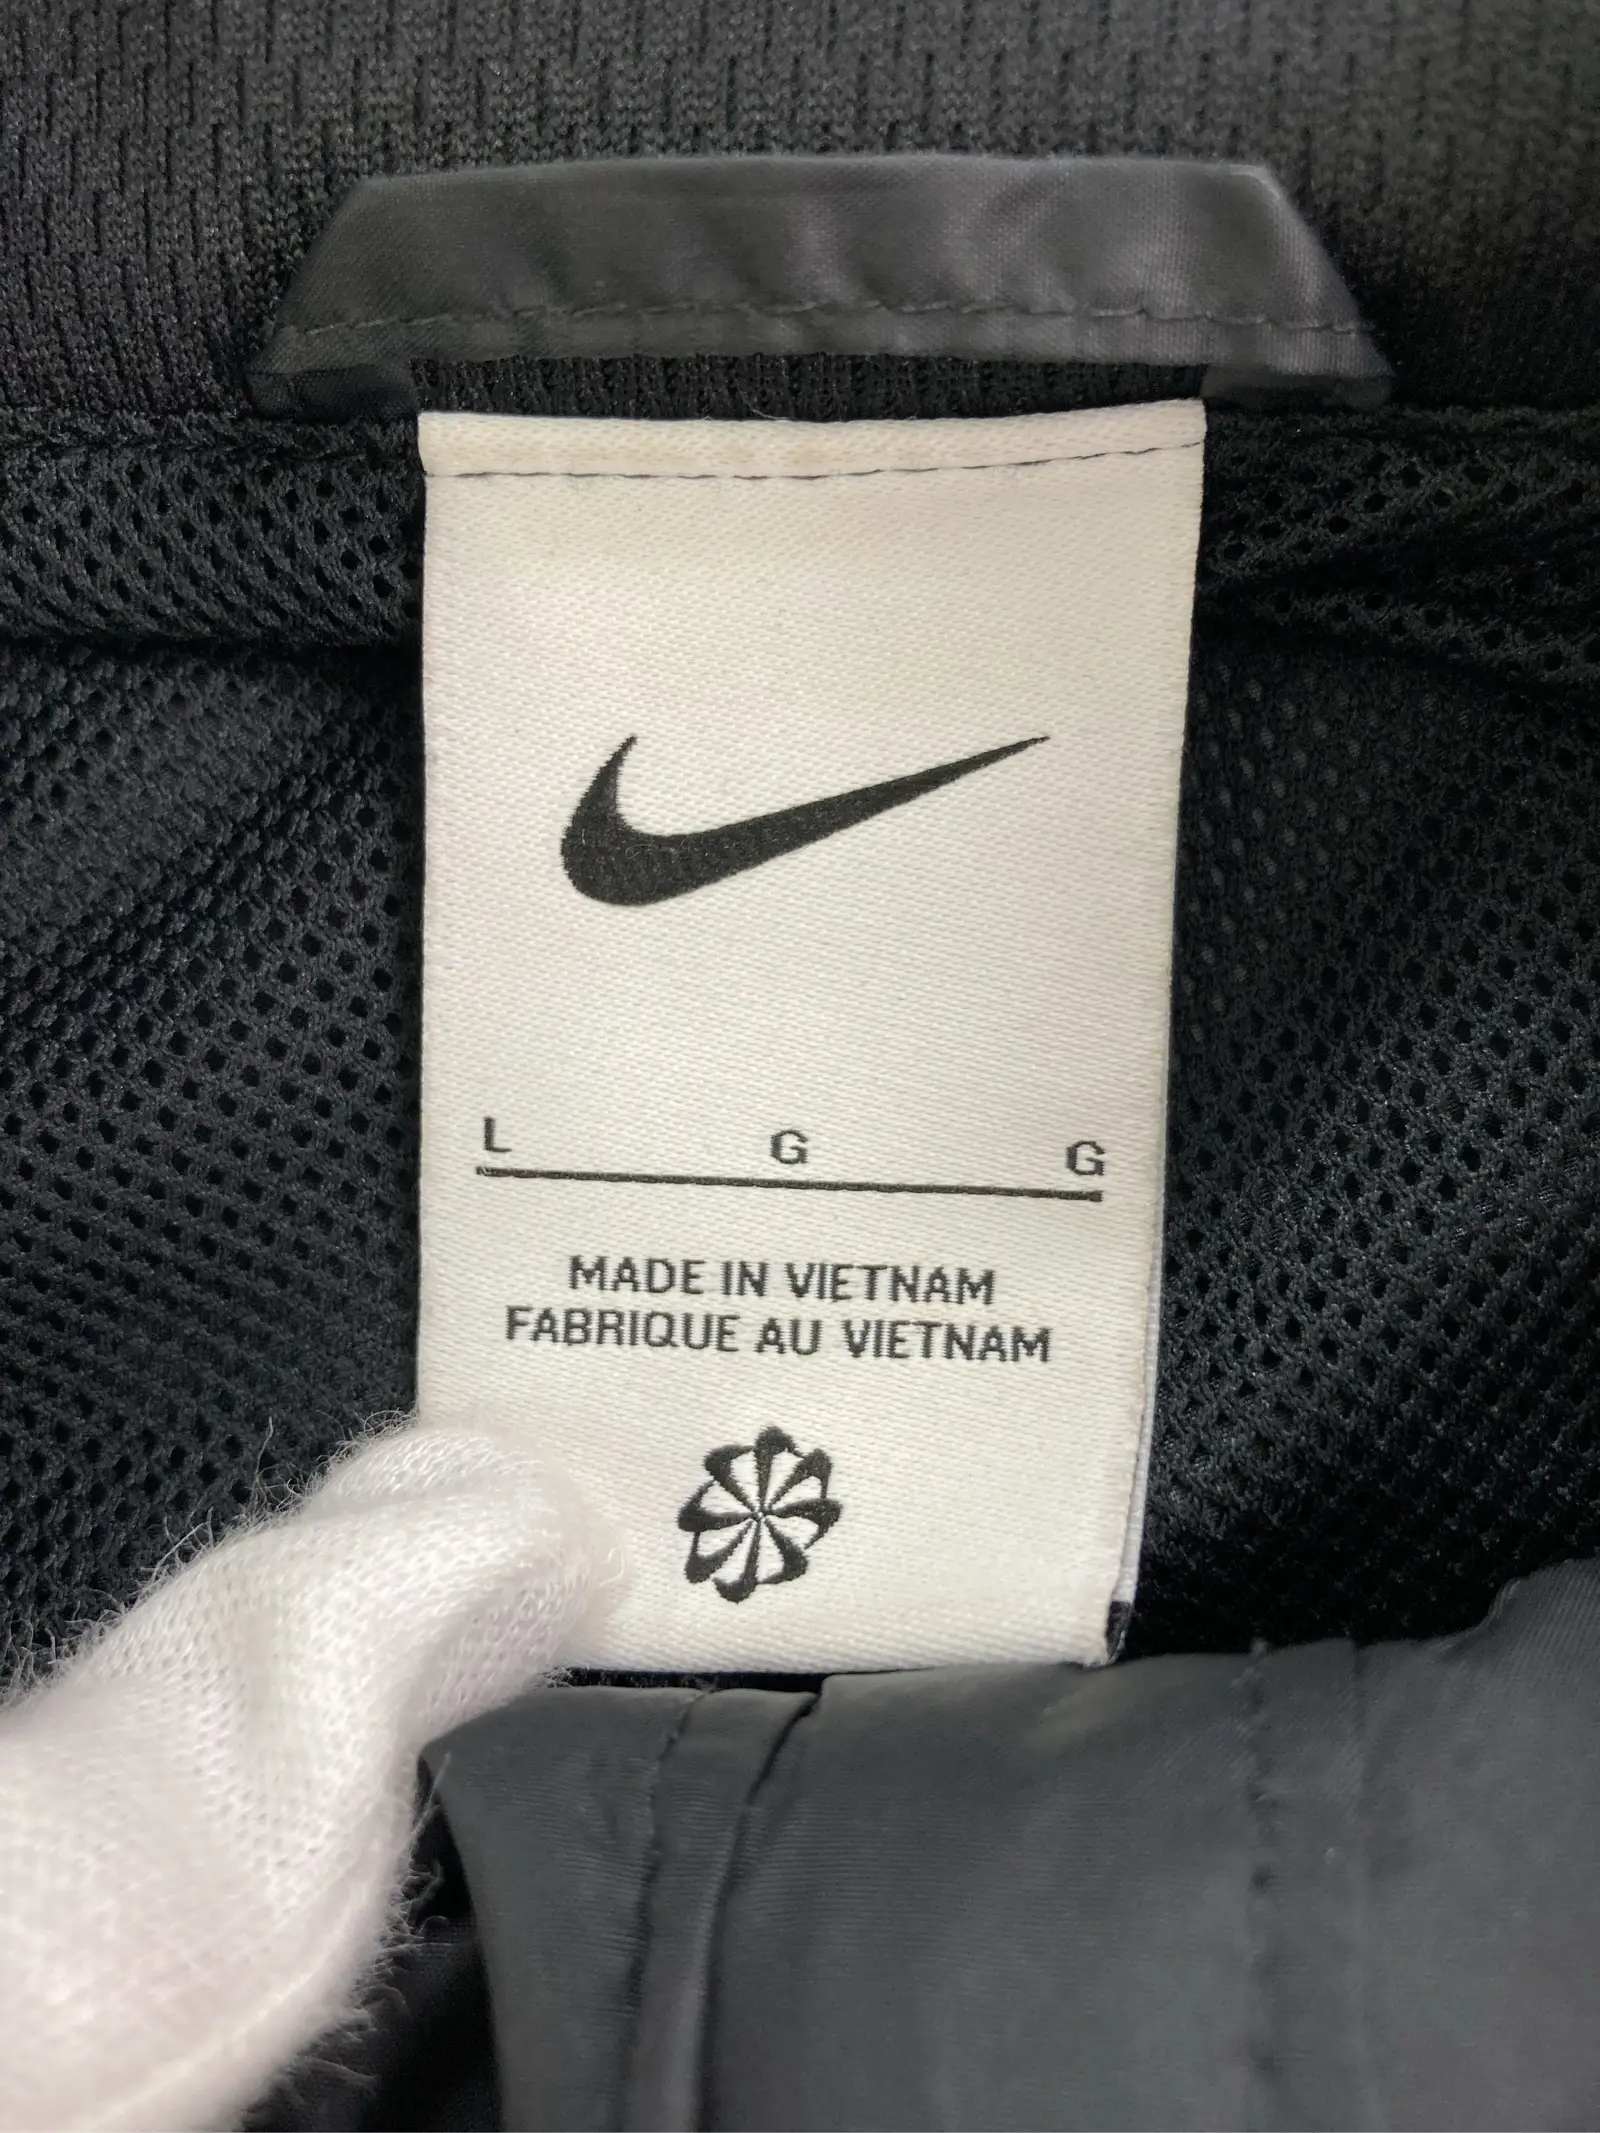 L G G
MADE IN VIETNAM
FABRIQUE AU VIETNAM